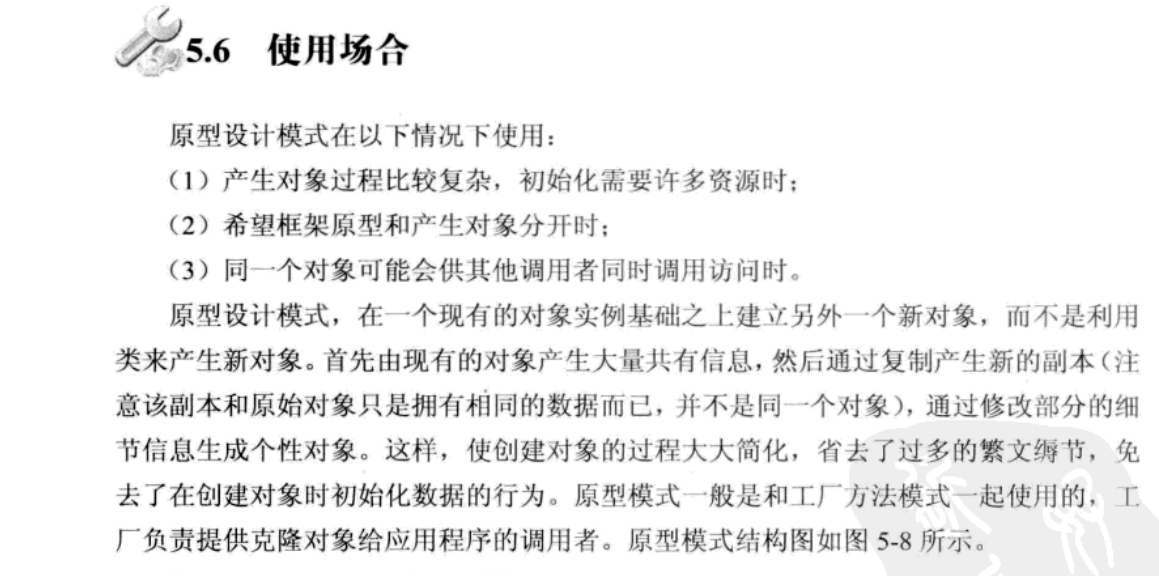 5.6 使用场合
原型设计模式在以下情况下使用：
（1）产生对象过程比较复杂，初始化需要许多资源时；
（2）希望框架原型和产生对象分开时；
（3）同一个对象可能会供其他调用者同时调用访问时。
原型设计模式，在一个现有的对象实例基础之上建立另外一个新对象，而不是利用
类来产生新对象。首先由现有的对象产生大量共有信息，然后通过复制产生新的副本（注
意该副本和原始对象只是拥有相同的数据而已，并不是同一个对象），通过修改部分的细
节信息生成个性对象。这样，使创建对象的过程大大简化，省去了过多的繁文缛节，免
去了在创建对象时初始化数据的行为。原型模式一般是和工厂方法模式一起使用的，工
厂负责提供克隆对象给应用程序的调用者。原型模式结构图如图 5-8 所示。